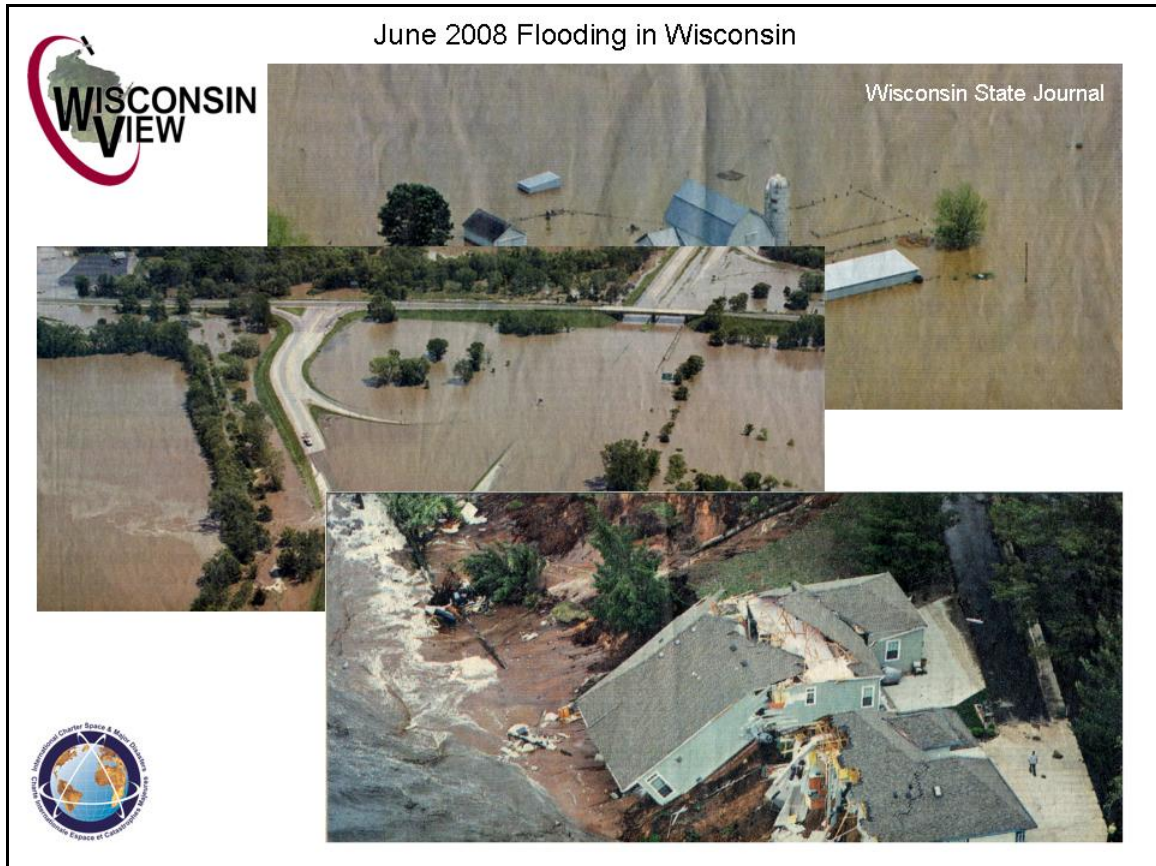 June 2008 Flooding in Wisconsin
WISCONSIN
VIEW
Wisconsin State Journal
International Charter Space & Major Disasters
Charte Internationale Espace et Catastrophes Majeures